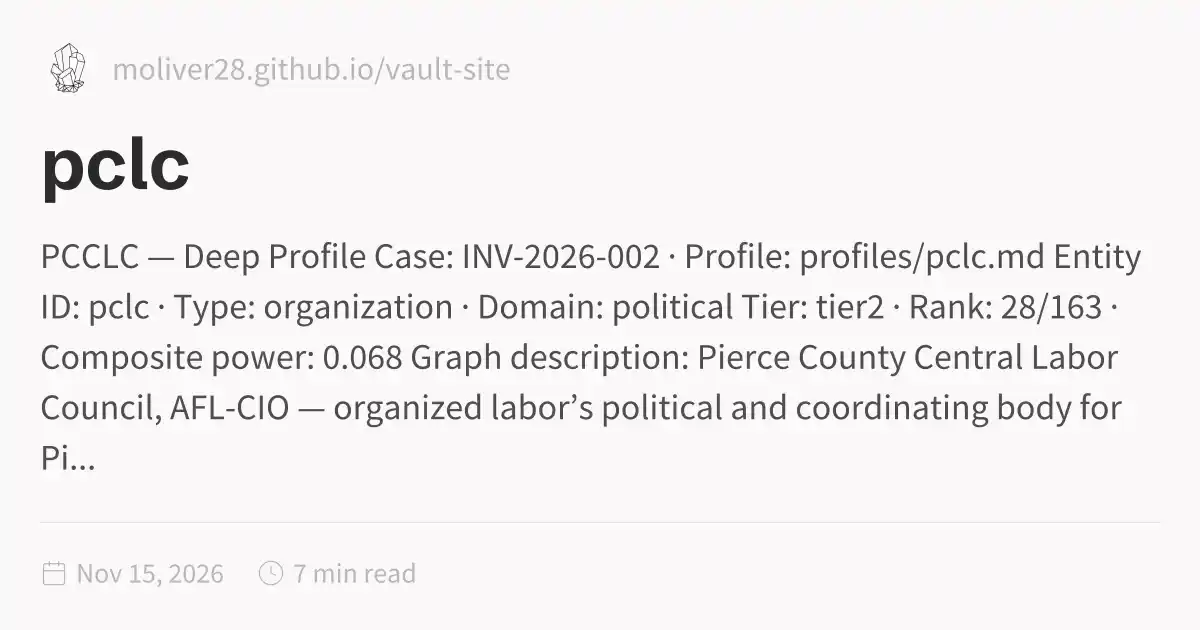 moliver28.github.io/vault-site
pclc
PCCLC — Deep Profile Case: INV-2026-002 · Profile: profiles/pclc.md Entity
ID: pclc · Type: organization · Domain: political Tier: tier2 · Rank: 28/163 ·
Composite power: 0.068 Graph description: Pierce County Central Labor
Council, AFL-CIO — organized labor’s political and coordinating body for
Pi...
Nov 15, 2026 7 min read